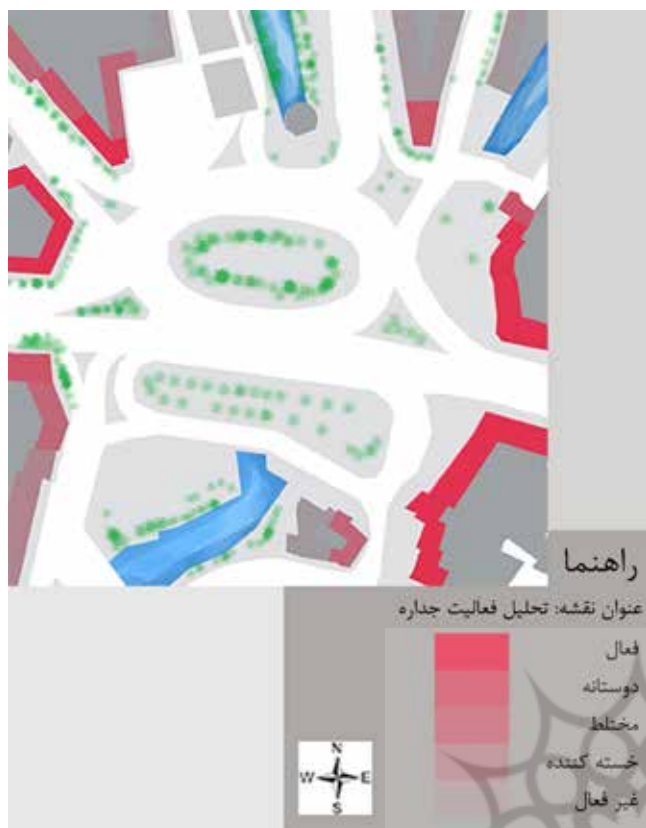 راهنما
عنوان نقشه: تحلیل فعالیت جداره
فعال
دوستانه
مختلط
خسته کننده
غیر فعال
N
W E
S